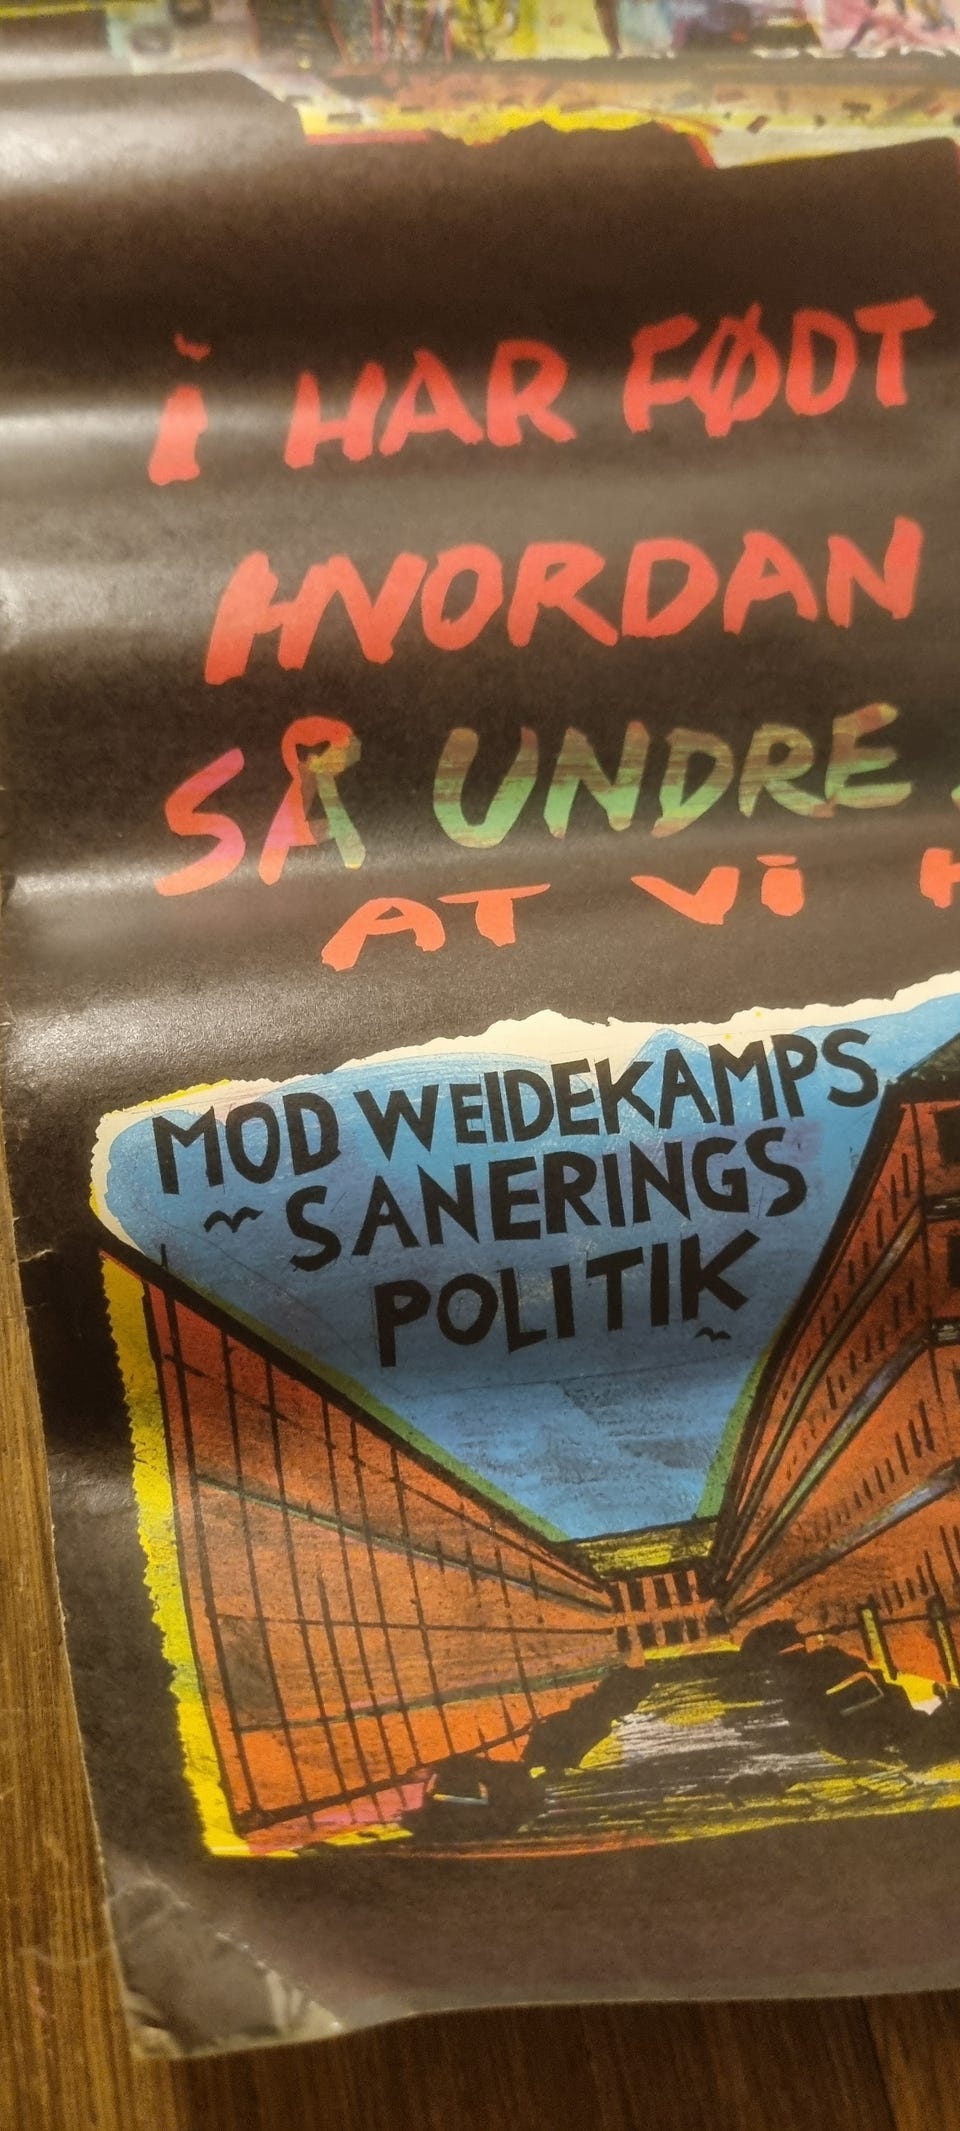 I HAR FØDT
HVORDAN
SÅ UNDRE
AT VI
MOD WEIDEKAMPS
SANERINGS
POLITIK